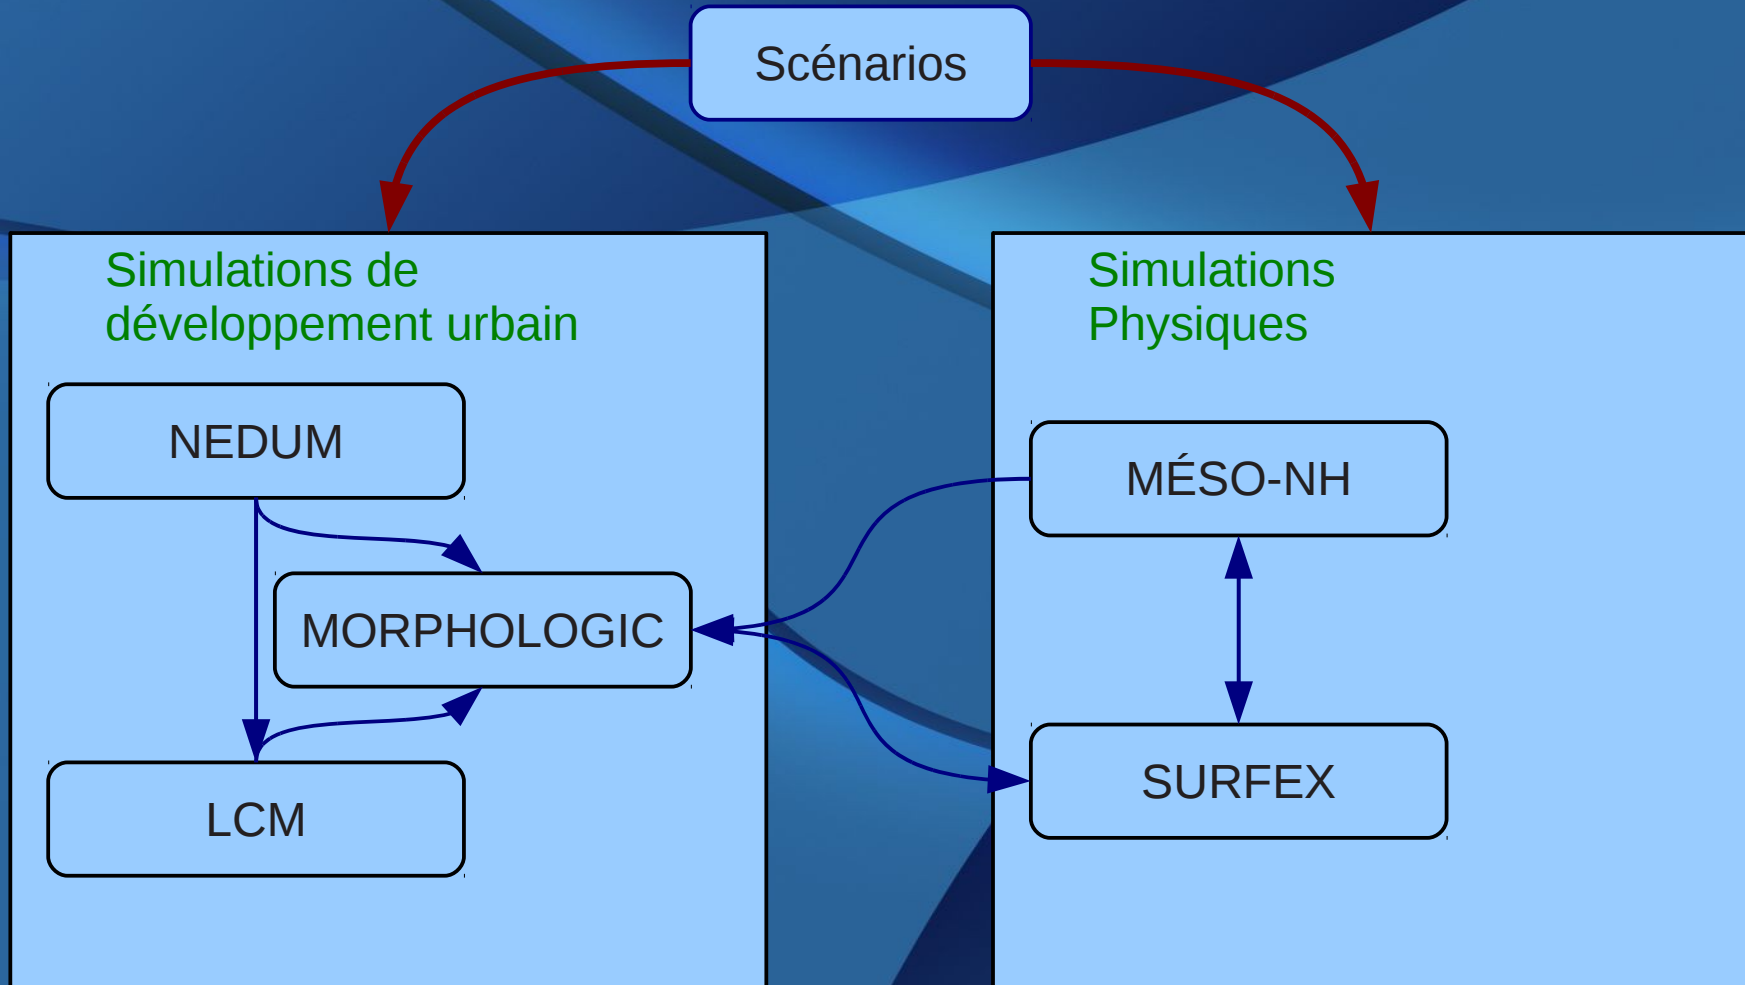 Scénarios
Simulations de
développement urbain
NEDUM
MORPHOLOGIC
LCM
Simulations
Physiques
MÉSO-NH
SURFEX